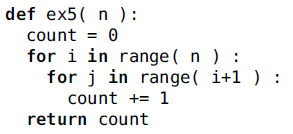 def ex5( n ):
  count = 0
  for i in range( n ) :
    for j in range( i+1 ) :
      count += 1
  return count